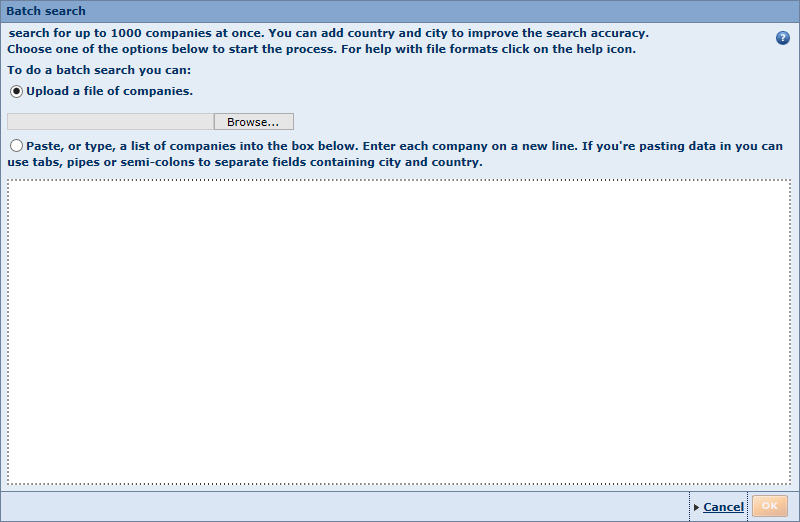 Batch search
search for up to 1000 companies at once. You can add country and city to improve the search accuracy.
Choose one of the options below to start the process. For help with file formats click on the help icon.
?
To do a batch search you can:
Upload a file of companies.
Browse...
Paste, or type, a list of companies into the box below. Enter each company on a new line. If you're pasting data in you can
use tabs, pipes or semi-colons to separate fields containing city and country.
Cancel
OK